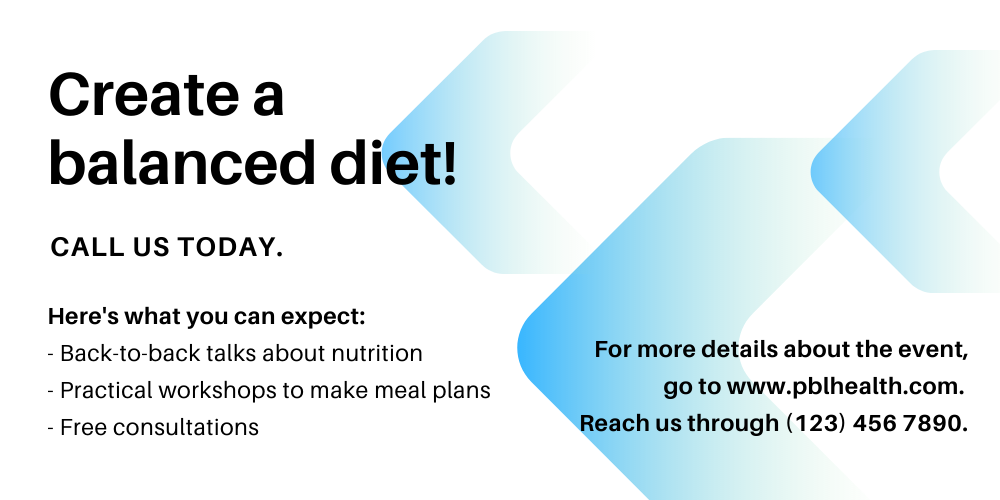 Create a
balanced diet!
CALL US TODAY.
Here's what you can expect:
- Back-to-back talks about nutrition
- Practical workshops to make meal plans
- Free consultations
For more details about the event,
go to www.pblhealth.com.
Reach us through (123) 456 7890.